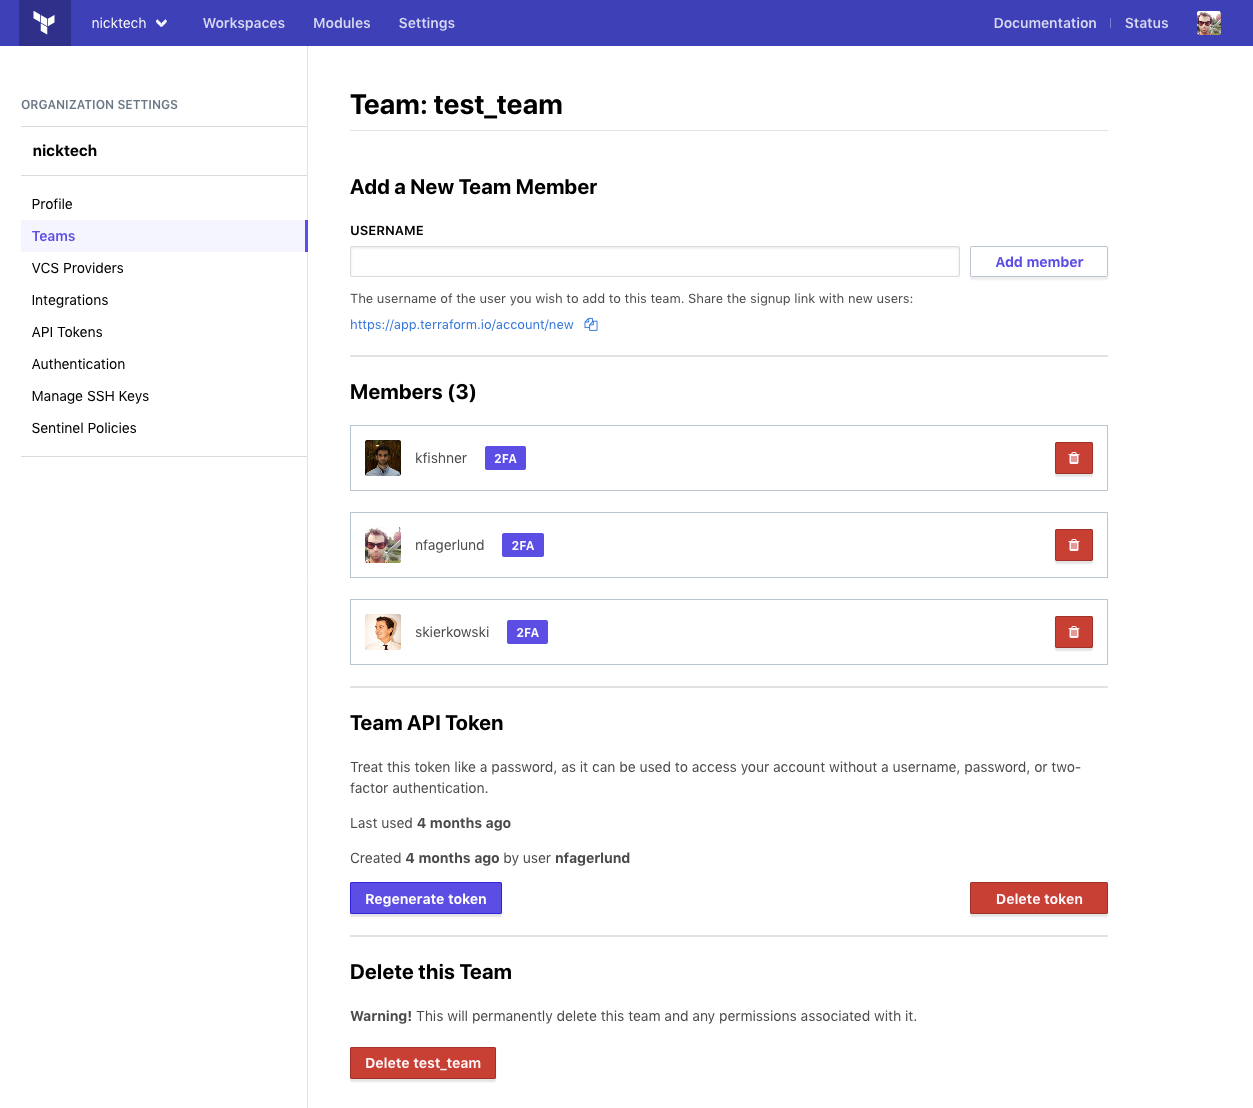 nicktech Workspaces Modules Settings Documentation Status
ORGANIZATION SETTINGS
nicktech
Profile
Teams
VCS Providers
Integrations
API Tokens
Authentication
Manage SSH Keys
Sentinel Policies
Team: test_team
Add a New Team Member
USERNAME
Add member
The username of the user you wish to add to this team. Share the signup link with new users:
https://app.terraform.io/account/new
Members (3)
kfishner 2FA
nfagerlund 2FA
skierkowski 2FA
Team API Token
Treat this token like a password, as it can be used to access your account without a username, password, or two-
factor authentication.
Last used 4 months ago
Created 4 months ago by user nfagerlund
Regenerate token Delete token
Delete this Team
Warning! This will permanently delete this team and any permissions associated with it.
Delete test_team